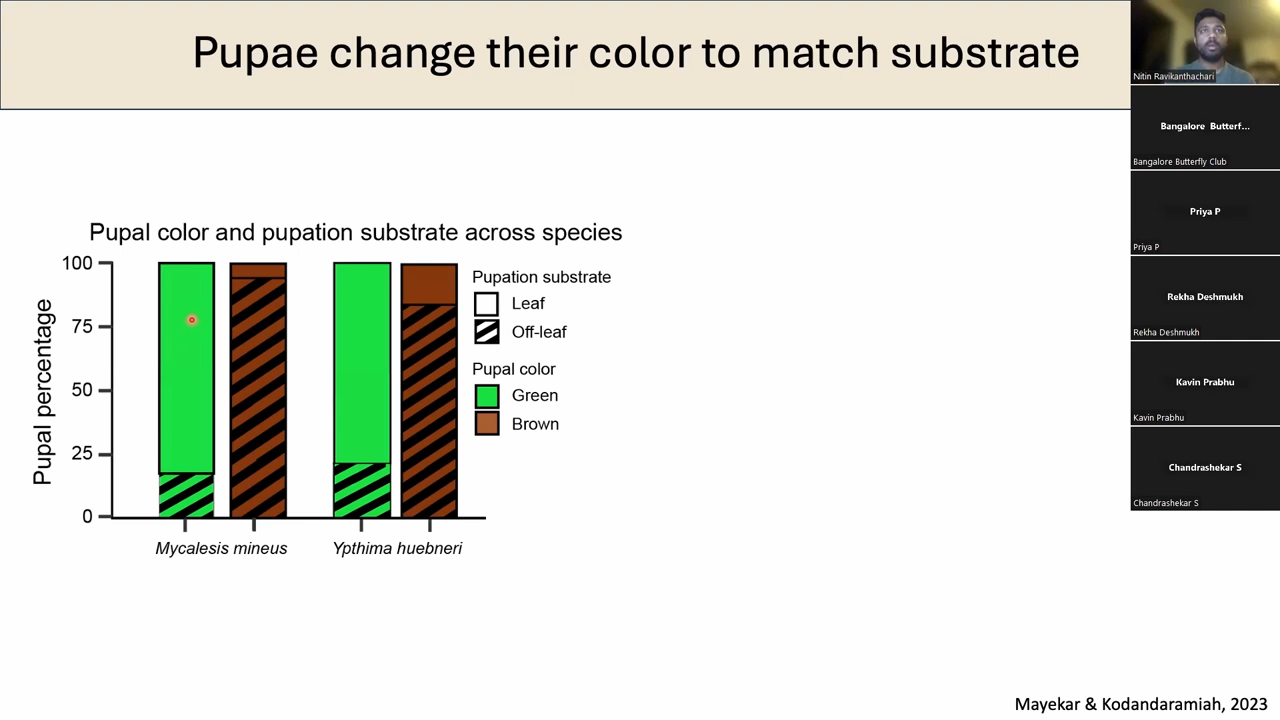 Pupae change their color to match substrate
Pupal color and pupation substrate across species
Pupal percentage
100
75
50
25
0
Mycalesis mineus
Ypthima huebneri
Pupation substrate
Leaf
Off-leaf
Pupal color
Green
Brown
Mayekar & Kodandaramiah, 2023
Nitin Ravikanthachari
Bangalore Butterf...
Bangalore Butterfly Club
Priya P
Priya P
Rekha Deshmukh
Rekha Deshmukh
Kavin Prabhu
Kavin Prabhu
Chandrashekar S
Chandrashekar S